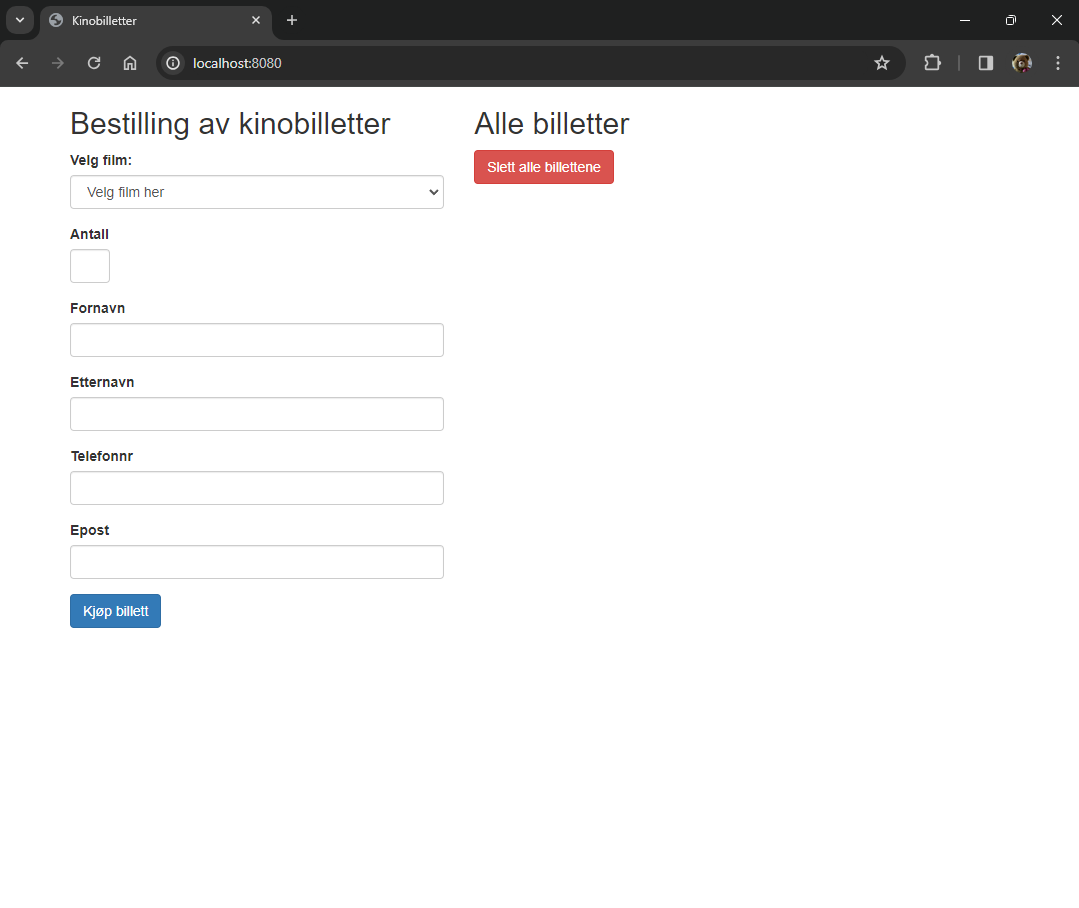 Kinobilletter
localhost:8080
Bestilling av kinobilletter
Velg film:
Velg film her
Antall
Fornavn
Etternavn
Telefonnr
Epost
Kjøp billett
Alle billetter
Slett alle billettene